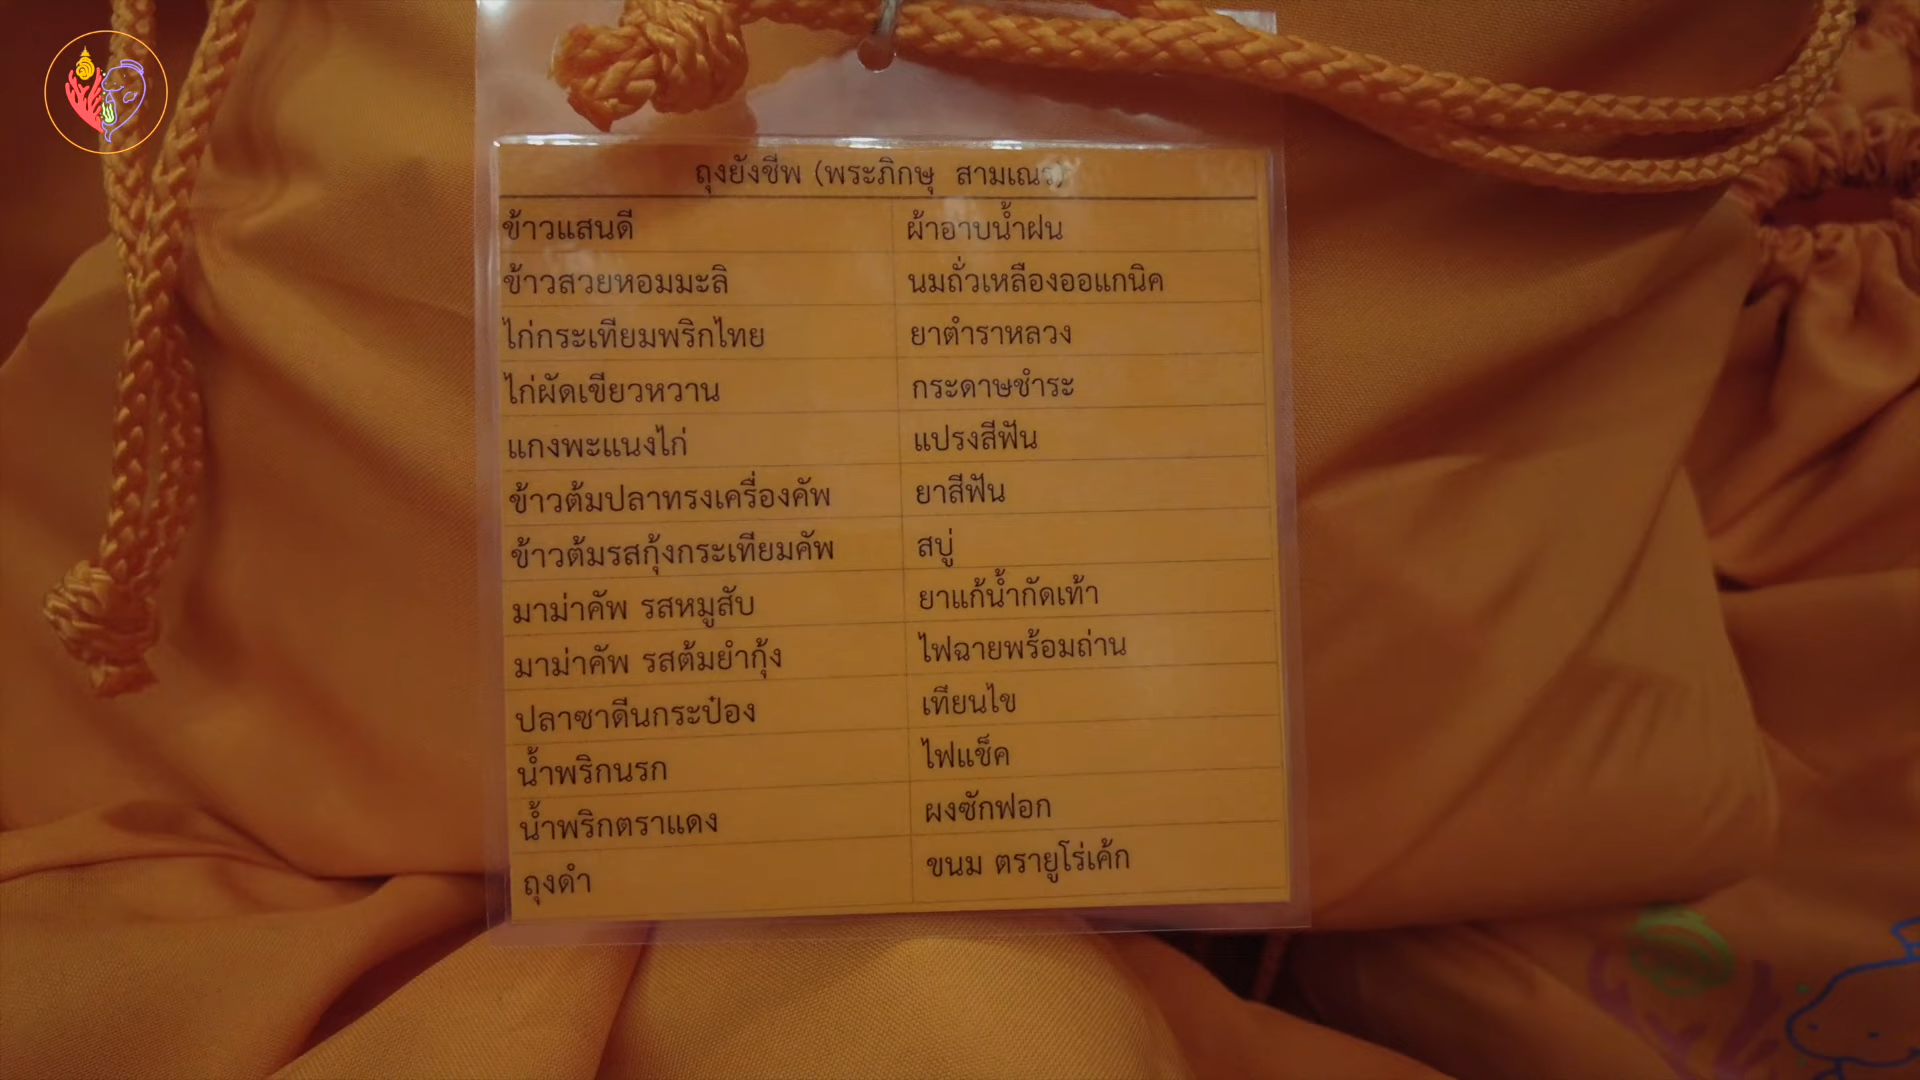 ถุงยังชีพ (พระภิกษุ สามเณร)
ข้าวแสนดี ผ้าอาบน้ำฝน
ข้าวสวยหอมมะลิ นมถั่วเหลืองออแกนิค
ไก่กระเทียมพริกไทย ยาตำราหลวง
ไก่ผัดเขียวหวาน กระดาษชำระ
แกงพะแนงไก่ แปรงสีฟัน
ข้าวต้มปลาทรงเครื่องคัพ ยาสีฟัน
ข้าวต้มรสกุ้งกระเทียมคัพ สบู่
มาม่าคัพ รสหมูสับ ยาแก้น้ำกัดเท้า
มาม่าคัพ รสต้มยำกุ้ง ไฟฉายพร้อมถ่าน
ปลาซาดีนกระป๋อง เทียนไข
น้ำพริกนรก ไฟแช็ค
น้ำพริกตราแดง ผงซักฟอก
ถุงดำ ขนม ตรายูโร่เค้ก